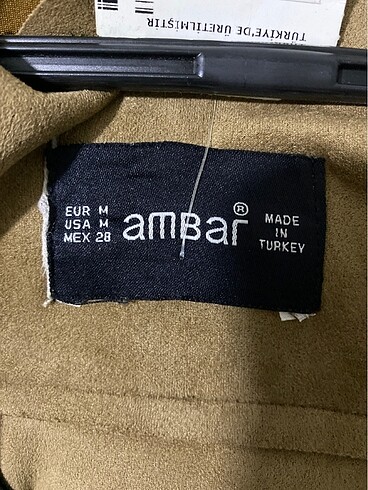 TÜRKİYE'DE ÜRETİLMİŞTİR
EUR M
USA M
MEX 28
amBar®
MADE
IN
TURKEY